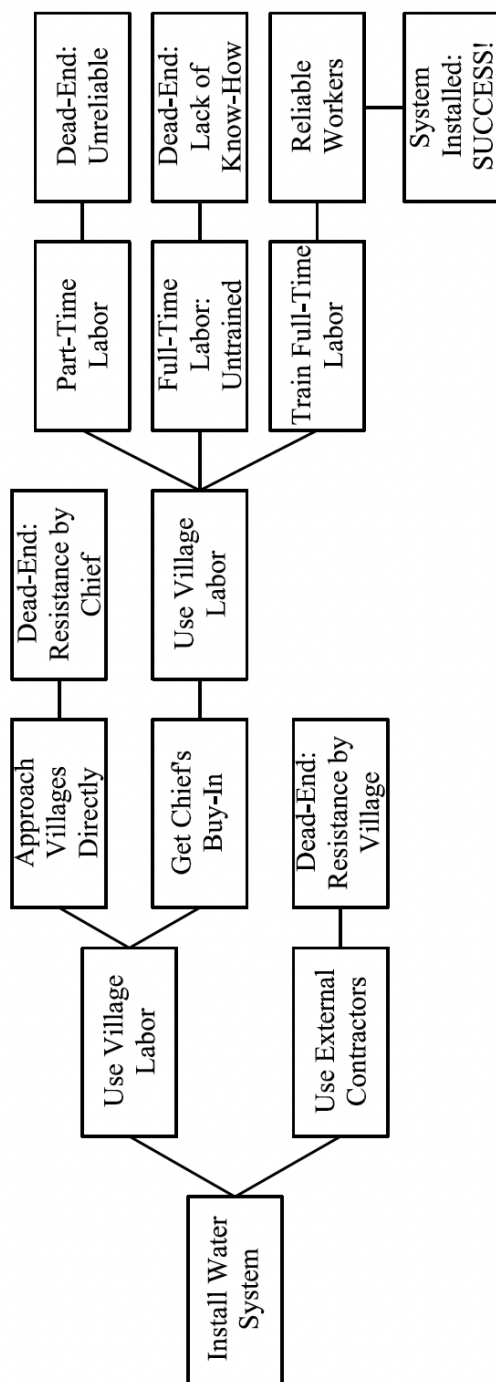 Install Water
System
Use Village
Labor
Use External
Contractors
Approach
Villages
Directly
Get Chief's
Buy-In
Dead-End:
Resistance by
Village
Dead-End:
Resistance by
Chief
Use Village
Labor
Part-Time
Labor
Full-Time
Labor:
Untrained
Train Full-Time
Labor
Dead-End:
Unreliable
Dead-End:
Lack of
Know-How
Reliable
Workers
System
Installed:
SUCCESS!